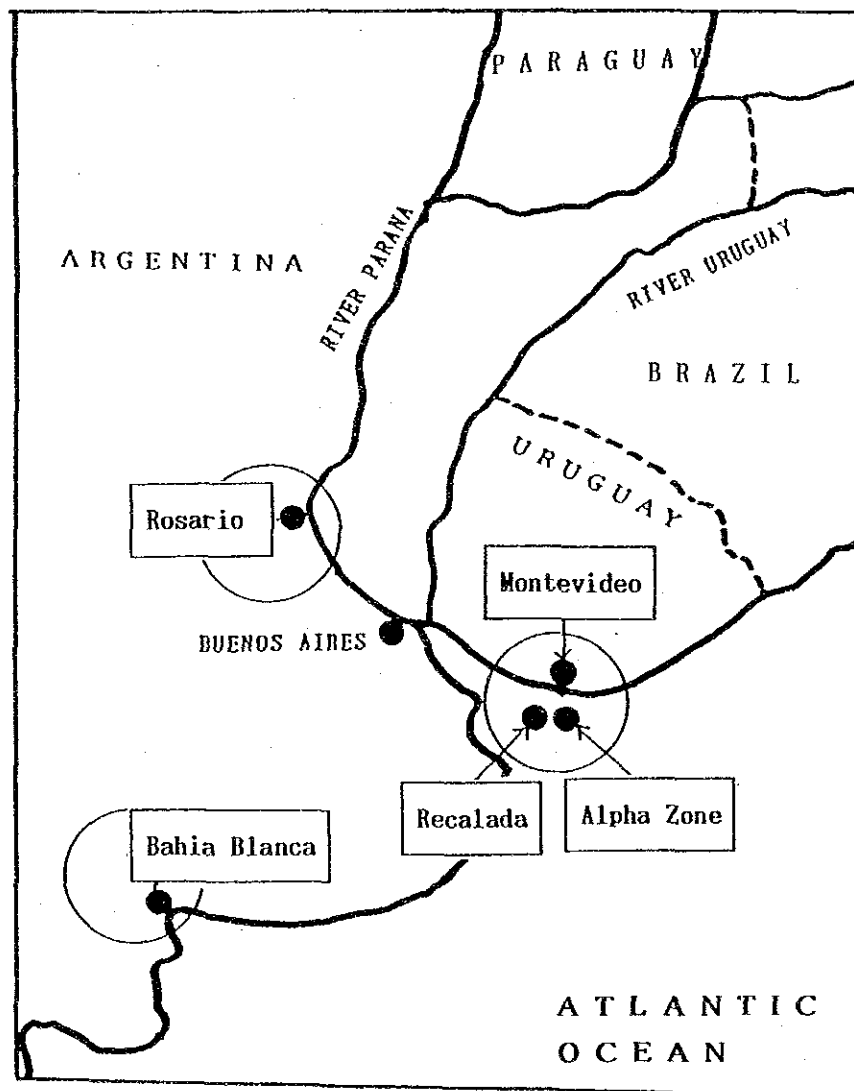 PARAGUAY
ARGENTINA
RIVER PARANA
RIVER URUGUAY
BRAZIL
URUGUAY
Rosario
Montevideo
BUENOS AIRES
Recalada
Alpha Zone
Bahia Blanca
ATLANTIC
OCEAN